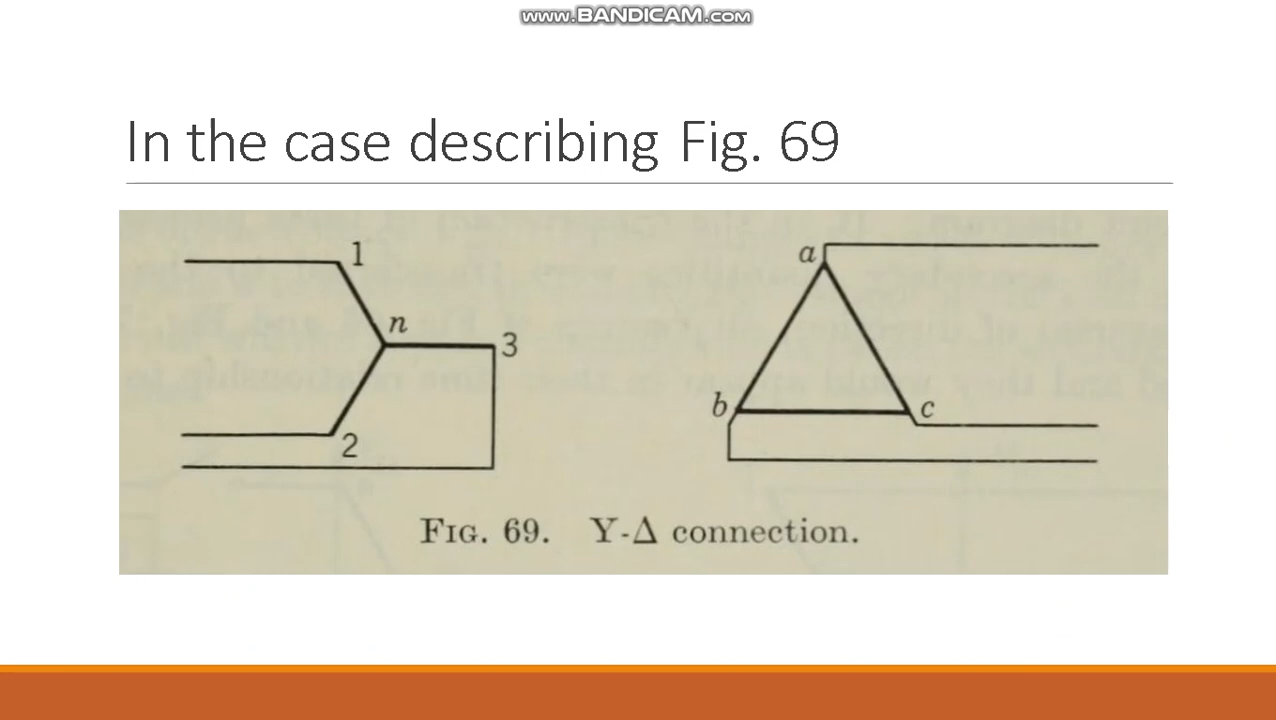 www.BANDICAM.com
In the case describing Fig. 69
1
n
3
2
a
b
c
FIG. 69. Y-Δ connection.